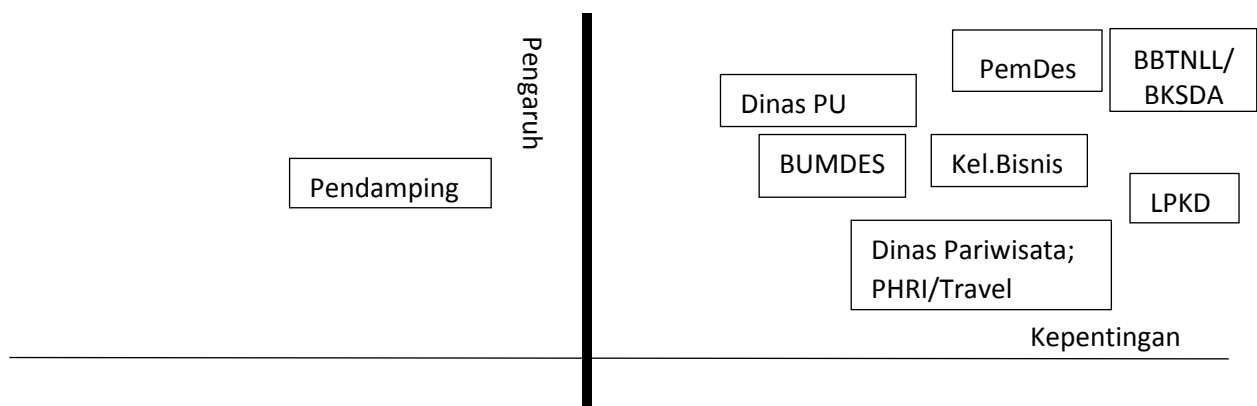 Pengaruh
PemDes
BBTNLL/
BKSDA
Dinas PU
BUMDES
Kel.Bisnis
Pendamping
LPKD
Dinas Pariwisata;
PHRI/Travel
Kepentingan